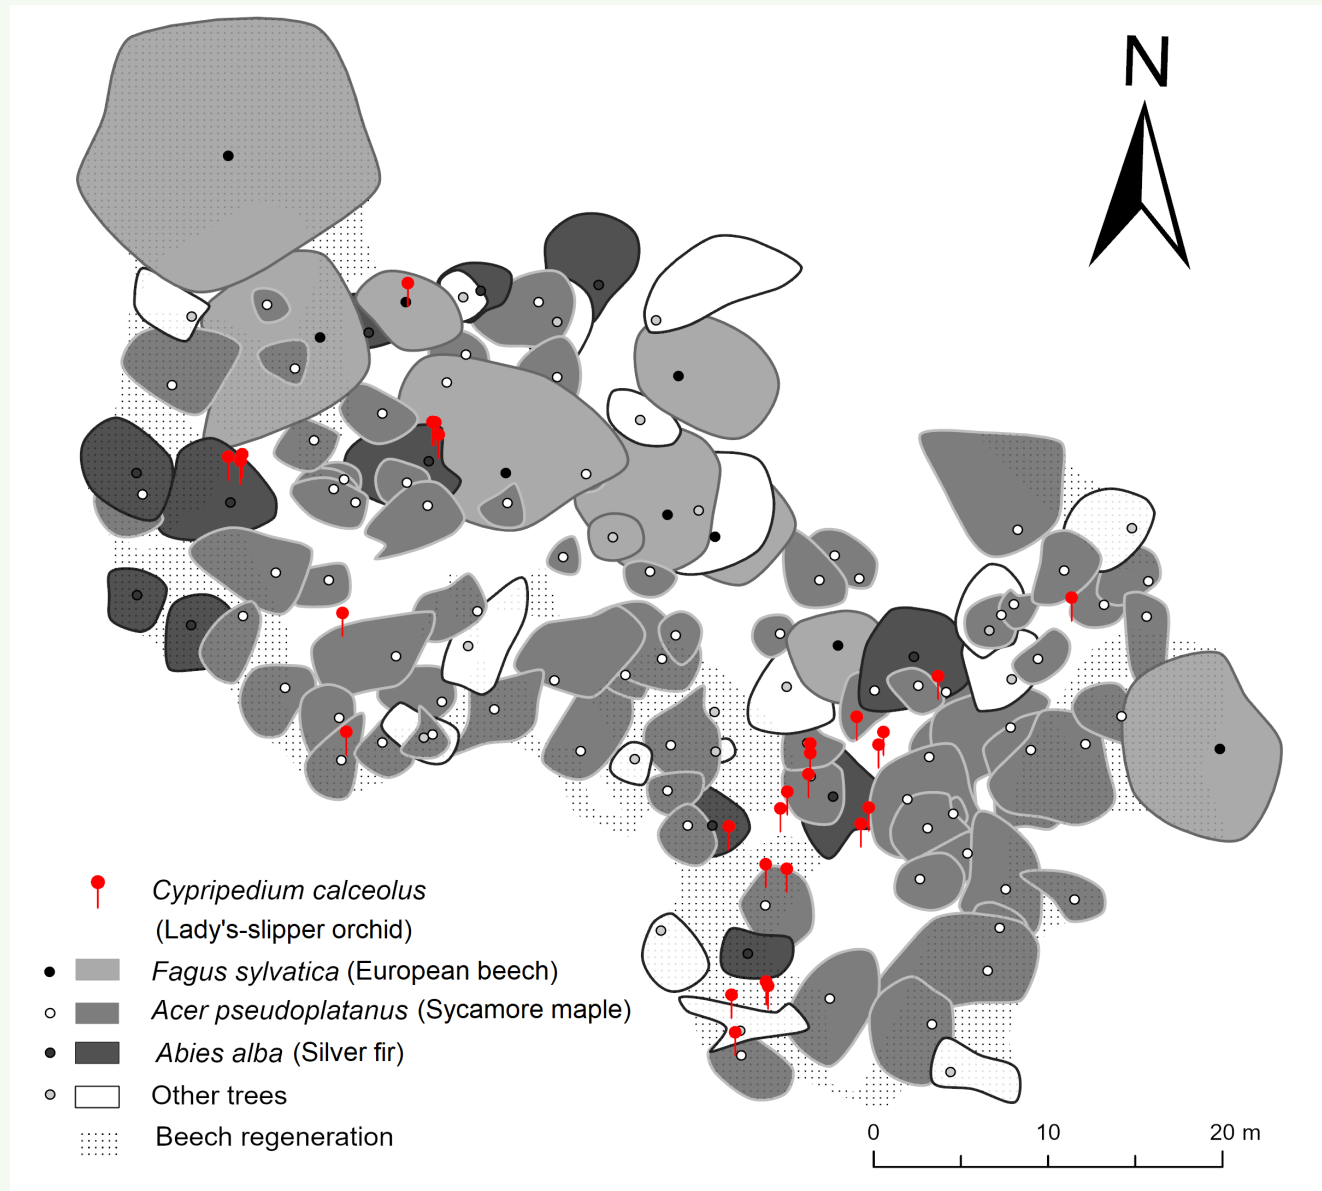 N
Cypripedium calceolus
(Lady's-slipper orchid)
Fagus sylvatica (European beech)
Acer pseudoplatanus (Sycamore maple)
Abies alba (Silver fir)
Other trees
Beech regeneration
0 10 20 m